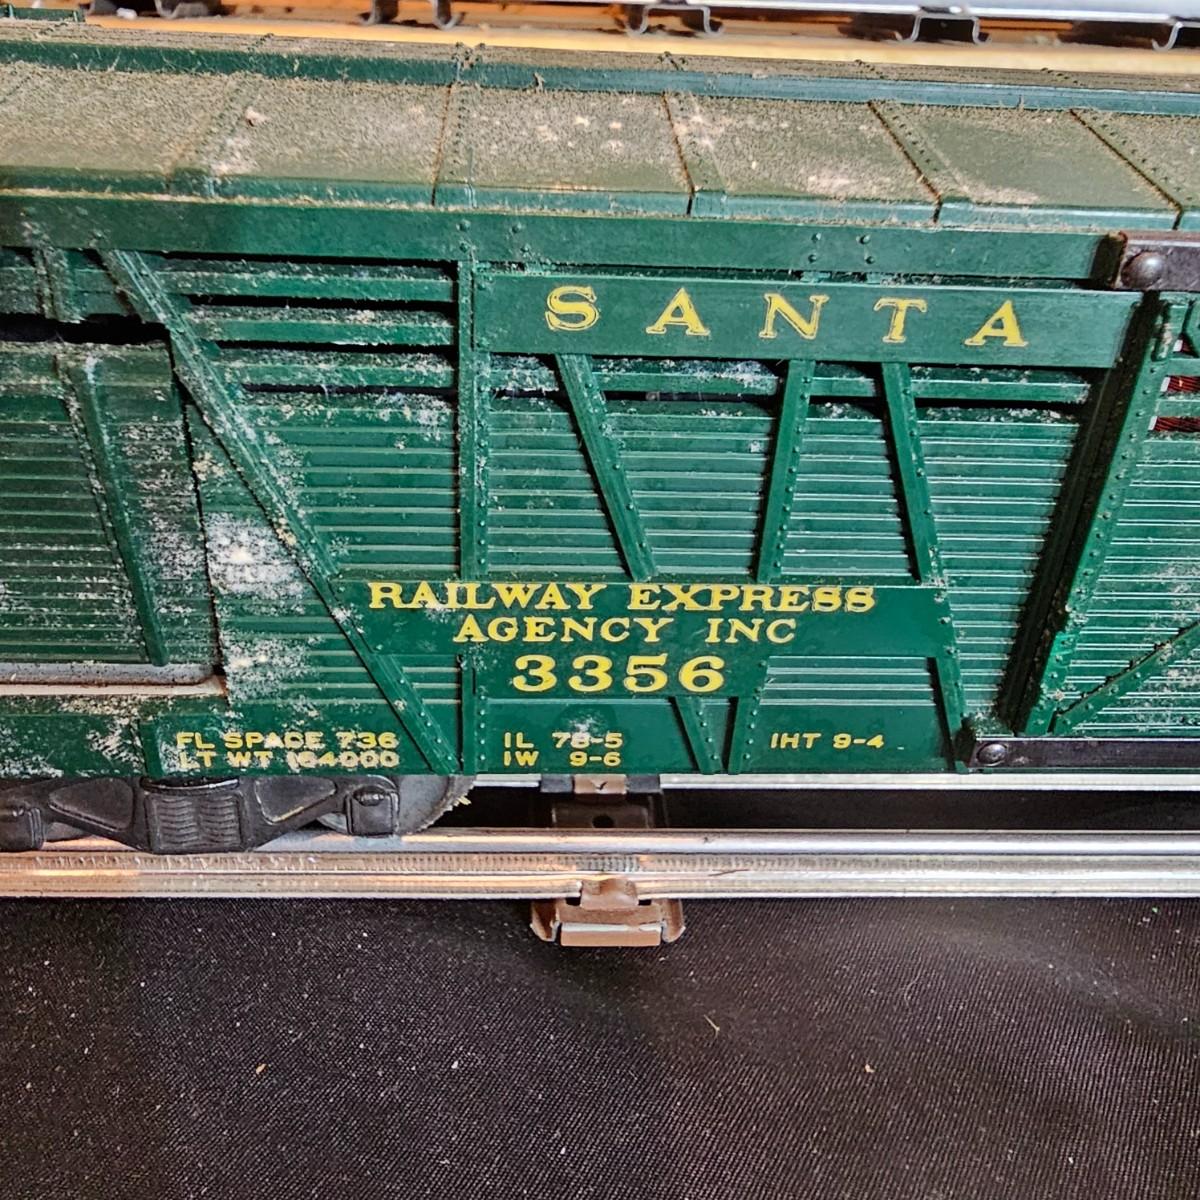 SANTA
RAILWAY EXPRESS
AGENCY INC
3356
FL SPACE 736
LT WT 164000
IL 78-5
IW 9-6
IHT 9-4